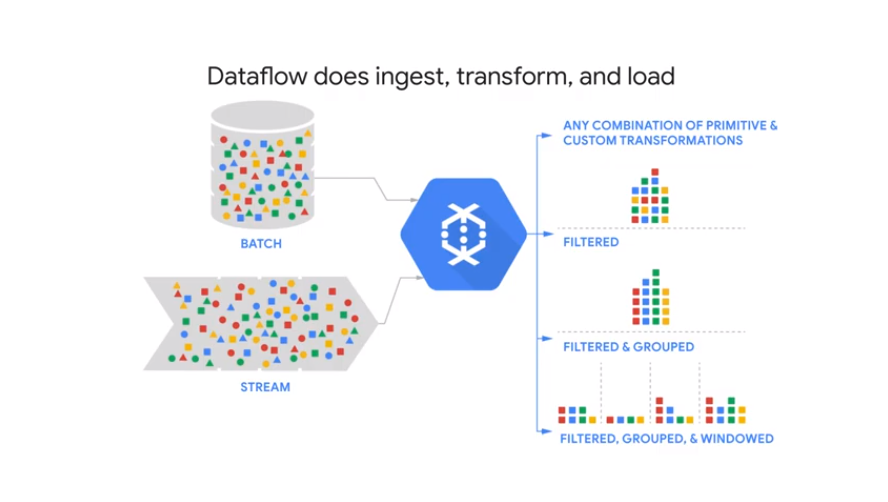 Dataflow does ingest, transform, and load
BATCH
STREAM
ANY COMBINATION OF PRIMITIVE &
CUSTOM TRANSFORMATIONS
FILTERED
FILTERED & GROUPED
FILTERED, GROUPED, & WINDOWED